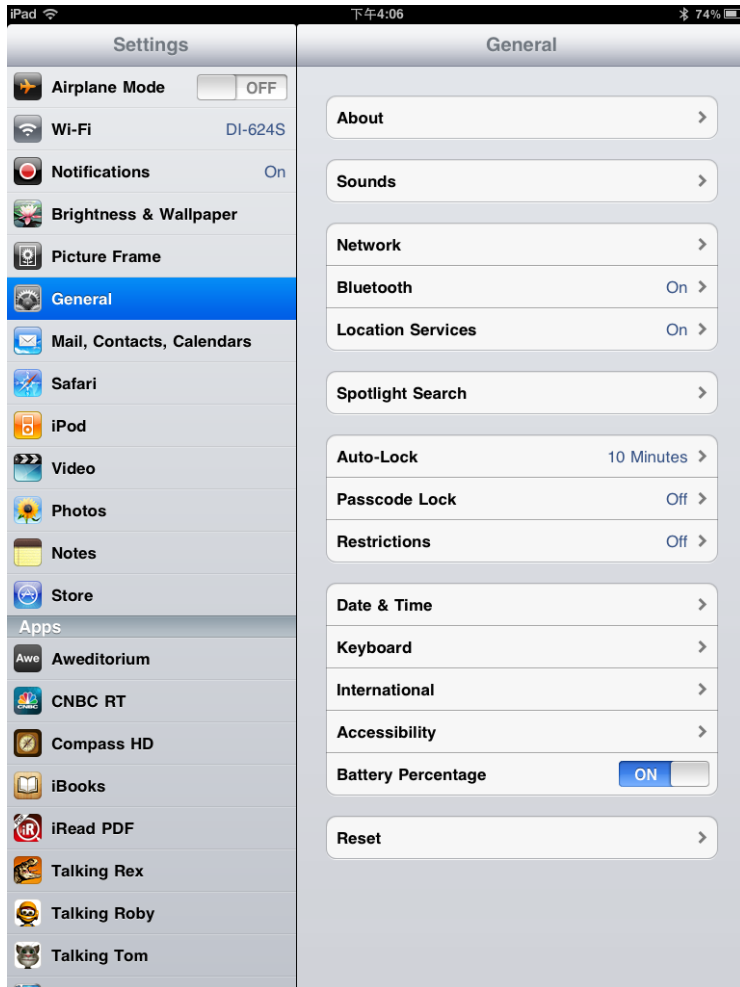 iPad 下午4:06 74%
Settings
General
Airplane Mode OFF
Wi-Fi DI-624S
Notifications On
Brightness & Wallpaper
Picture Frame
General
Mail, Contacts, Calendars
Safari
iPod
Video
Photos
Notes
Store
Apps
Awe Aweditorium
CNBC CNBC RT
Compass HD
iBooks
iR iRead PDF
Talking Rex
Talking Roby
Talking Tom
About
Sounds
Network
Bluetooth On
Location Services On
Spotlight Search
Auto-Lock 10 Minutes
Passcode Lock Off
Restrictions Off
Date & Time
Keyboard
International
Accessibility
Battery Percentage ON
Reset